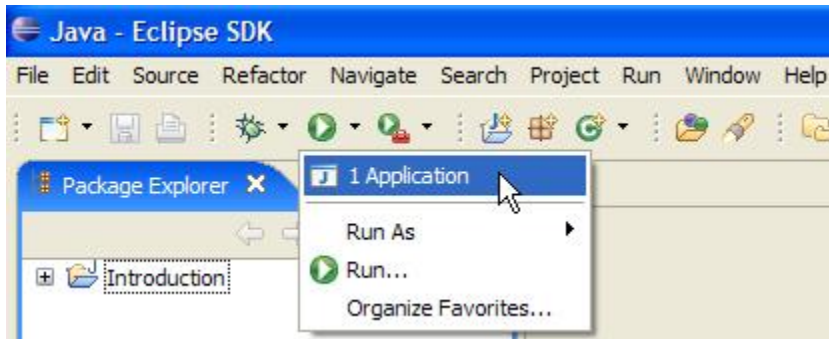 Java - Eclipse SDK
File Edit Source Refactor Navigate Search Project Run Window Help
Package Explorer
1 Application
Run As
Introduction
Run...
Organize Favorites...